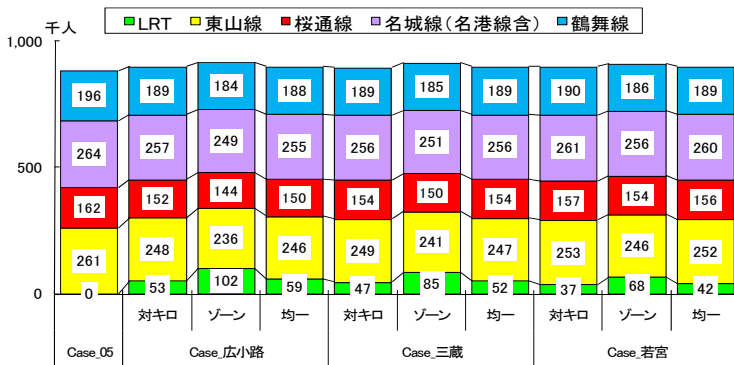 千人
LRT 東山線 桜通線 名城線（名港線含） 鶴舞線
1,000
196 189 184 188 189 185 189 190 186 189
264 257 249 255 256 251 256 261 256 260
500
162 152 144 150 154 150 154 157 154 156
261 248 236 246 249 241 247 253 246 252
0 0 53 102 59 47 85 52 37 68 42
対キロ ゾーン 均一 対キロ ゾーン 均一 対キロ ゾーン 均一
Case_05 Case_広小路 Case_三蔵 Case_若宮